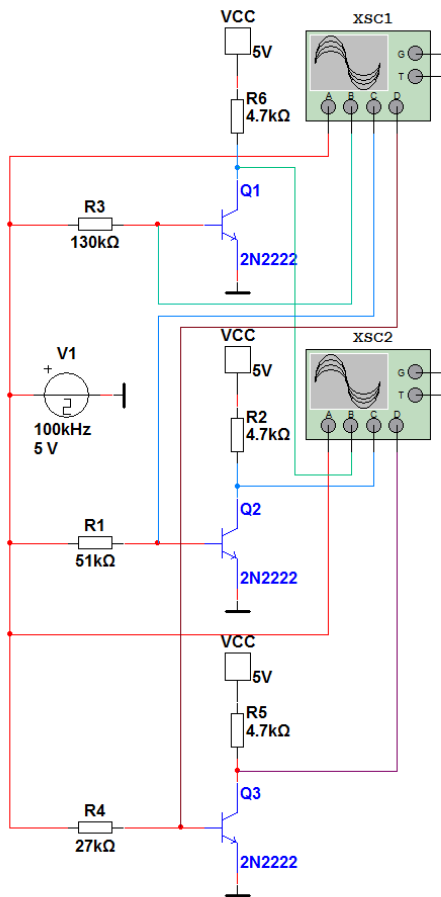 VCC
5V
XSC1
G
T
A B C D
R6
4.7kΩ
Q1
2N2222
R3
130kΩ
VCC
5V
XSC2
G
T
A B C D
V1
+
100kHz
5 V
R2
4.7kΩ
Q2
2N2222
R1
51kΩ
VCC
5V
R5
4.7kΩ
Q3
2N2222
R4
27kΩ